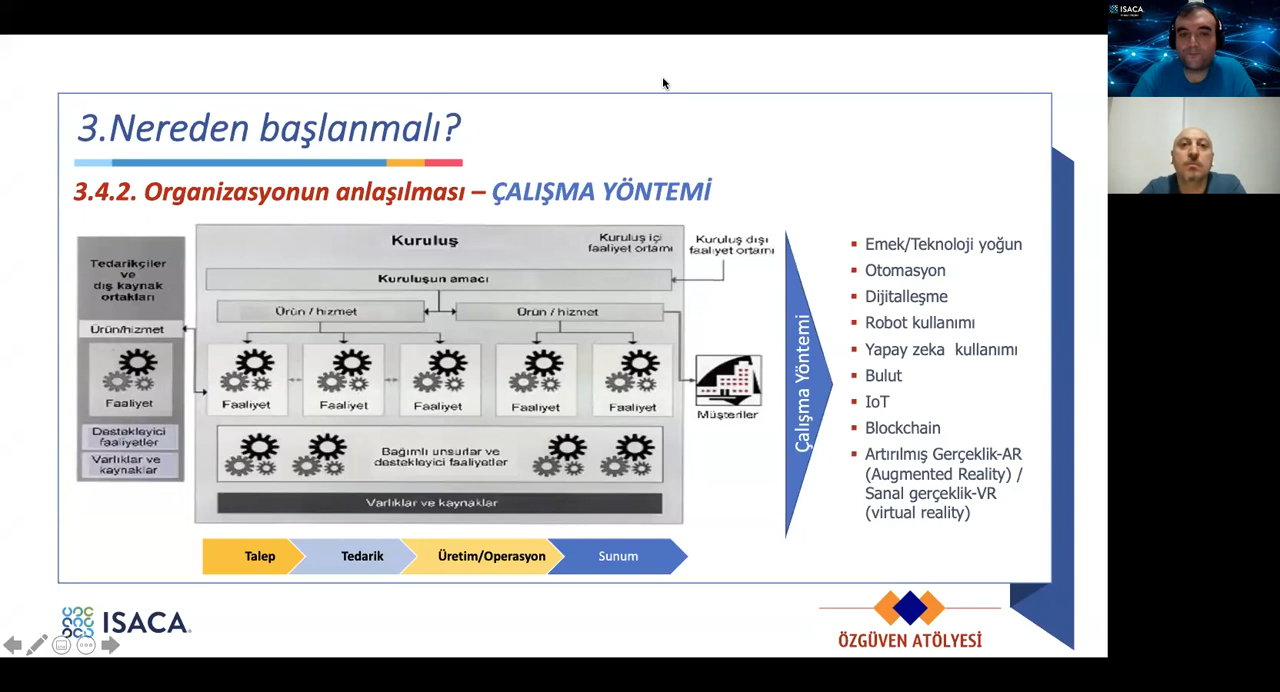 ISACA
3.Nereden başlanmalı?
3.4.2. Organizasyonun anlaşılması – ÇALIŞMA YÖNTEMİ
Tedarikçiler
ve
dış kaynak
ortakları
Ürün/hizmet
Faaliyet
Destekleyici
faaliyetler
Varlıklar ve
kaynaklar
Kuruluş
Kuruluş içi
faaliyet ortamı
Kuruluş dışı
faaliyet ortamı
Kuruluşun amacı
Ürün / hizmet
Ürün / hizmet
Faaliyet
Faaliyet
Faaliyet
Faaliyet
Faaliyet
Müşteriler
Bağımlı unsurlar ve
destekleyici faaliyetler
Varlıklar ve kaynaklar
Talep
Tedarik
Üretim/Operasyon
Sunum
Çalışma Yöntemi
Emek/Teknoloji yoğun
Otomasyon
Dijitalleşme
Robot kullanımı
Yapay zeka kullanımı
Bulut
IoT
Blockchain
Artırılmış Gerçeklik-AR
(Augmented Reality) /
Sanal gerçeklik-VR
(virtual reality)
ISACA.
ÖZGÜVEN ATÖLYESİ